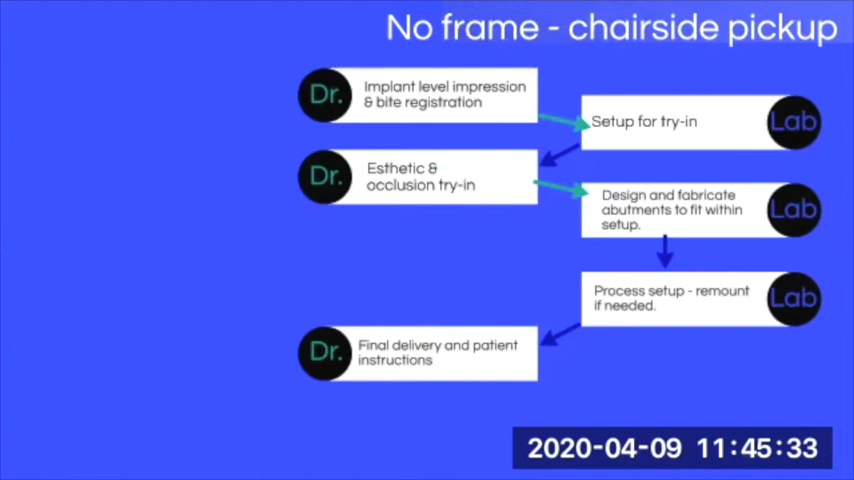 No frame - chairside pickup
Dr.
Implant level impression
& bite registration
Setup for try-in
Lab
Dr.
Esthetic &
occlusion try-in
Design and fabricate
abutments to fit within
setup.
Lab
Process setup - remount
if needed.
Lab
Dr.
Final delivery and patient
instructions
2020-04-09 11:45:33